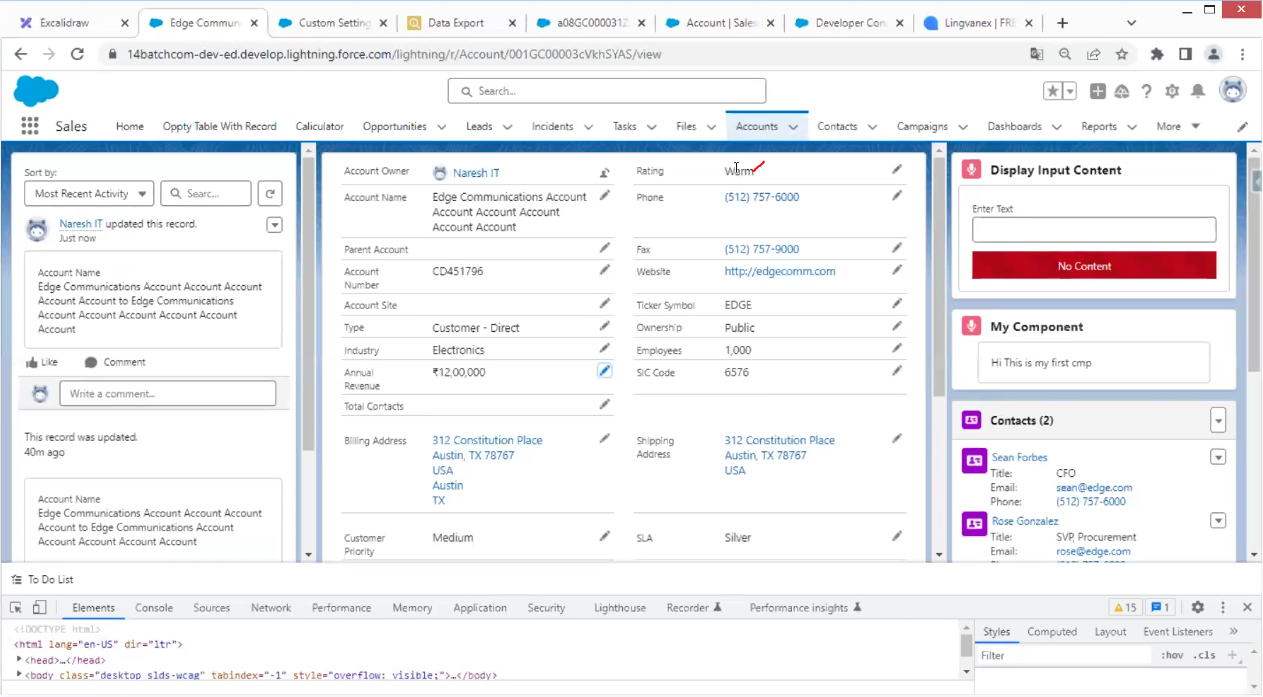 Excalidraw
Edge Commun
Custom Setting
Data Export
a08GC000031Z
Account | Sales
Developer Con
Lingvanex | FRE
14batchcom-dev-ed.develop.lightning.force.com/lightning/r/Account/001GC00003cVkhSYAS/view
Search...
Sales
Home
Oppty Table With Record
Calculator
Opportunities
Leads
Incidents
Tasks
Files
Accounts
Contacts
Campaigns
Dashboards
Reports
More
Sort by:
Most Recent Activity
Search...
Naresh IT updated this record.
Just now
Account Name
Edge Communications Account Account
Account Account to Edge Communications
Account Account Account Account Account
Account
Like
Comment
Write a comment...
This record was updated.
40m ago
Account Name
Edge Communications Account Account
Account to Edge Communications Account
Account Account Account Account
Account Owner
Naresh IT
Rating
Warm
Account Name
Edge Communications Account
Account Account Account
Account Account
Phone
(512) 757-6000
Parent Account
Fax
(512) 757-9000
Account
Number
CD451796
Website
http://edgecomm.com
Account Site
Ticker Symbol
EDGE
Type
Customer - Direct
Ownership
Public
Industry
Electronics
Employees
1,000
Annual
Revenue
₹12,00,000
SIC Code
6576
Total Contacts
Billing Address
312 Constitution Place
Austin, TX 78767
USA
Austin
TX
Shipping
Address
312 Constitution Place
Austin, TX 78767
USA
Customer
Priority
Medium
SLA
Silver
Display Input Content
Enter Text
No Content
My Component
Hi This is my first cmp
Contacts (2)
Sean Forbes
Title: CFO
Email: sean@edge.com
Phone: (512) 757-6000
Rose Gonzalez
Title: SVP, Procurement
Email: rose@edge.com
To Do List
Elements
Console
Sources
Network
Performance
Memory
Application
Security
Lighthouse
Recorder
Performance insights
15
1
<!DOCTYPE html>
<html lang="en-US" dir="ltr">
<head>…</head>
<body class="desktop slds-wcag" tabindex="-1" style="overflow: visible;">…</body>
Styles
Computed
Layout
Event Listeners
Filter
:hov .cls